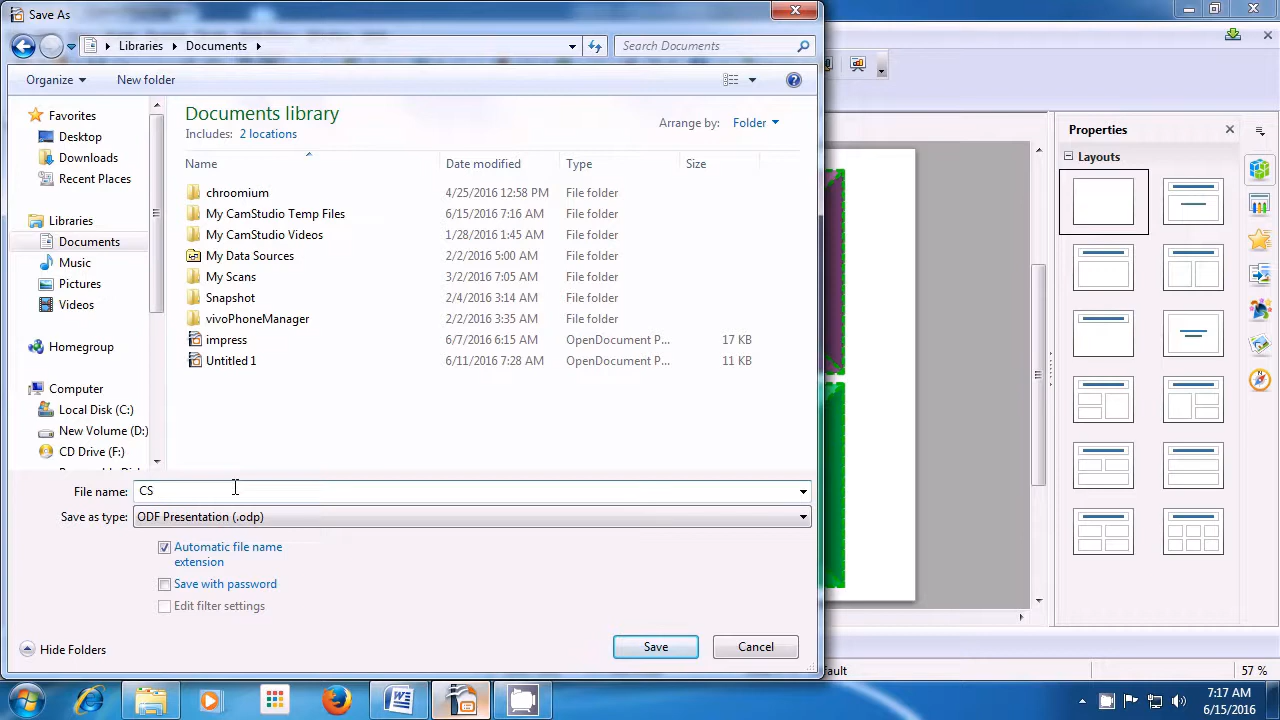 Save As
Libraries
Documents
Search Documents
Organize
New folder
Favorites
Desktop
Downloads
Recent Places
Libraries
Documents
Music
Pictures
Videos
Homegroup
Computer
Local Disk (C:)
New Volume (D:)
CD Drive (F:)
Documents library
Includes: 2 locations
Arrange by: Folder
Name Date modified Type Size
chroomium 4/25/2016 12:58 PM File folder
My CamStudio Temp Files 6/15/2016 7:16 AM File folder
My CamStudio Videos 1/28/2016 1:45 AM File folder
My Data Sources 2/2/2016 5:00 AM File folder
My Scans 3/2/2016 7:05 AM File folder
Snapshot 2/4/2016 3:14 AM File folder
vivoPhoneManager 2/2/2016 3:35 AM File folder
impress 6/7/2016 6:15 AM OpenDocument P... 17 KB
Untitled 1 6/11/2016 7:28 AM OpenDocument P... 11 KB
File name: CS
Save as type: ODF Presentation (.odp)
Automatic file name
extension
Save with password
Edit filter settings
Hide Folders
Save
Cancel
Properties
Layouts
fault
57 %
7:17 AM
6/15/2016